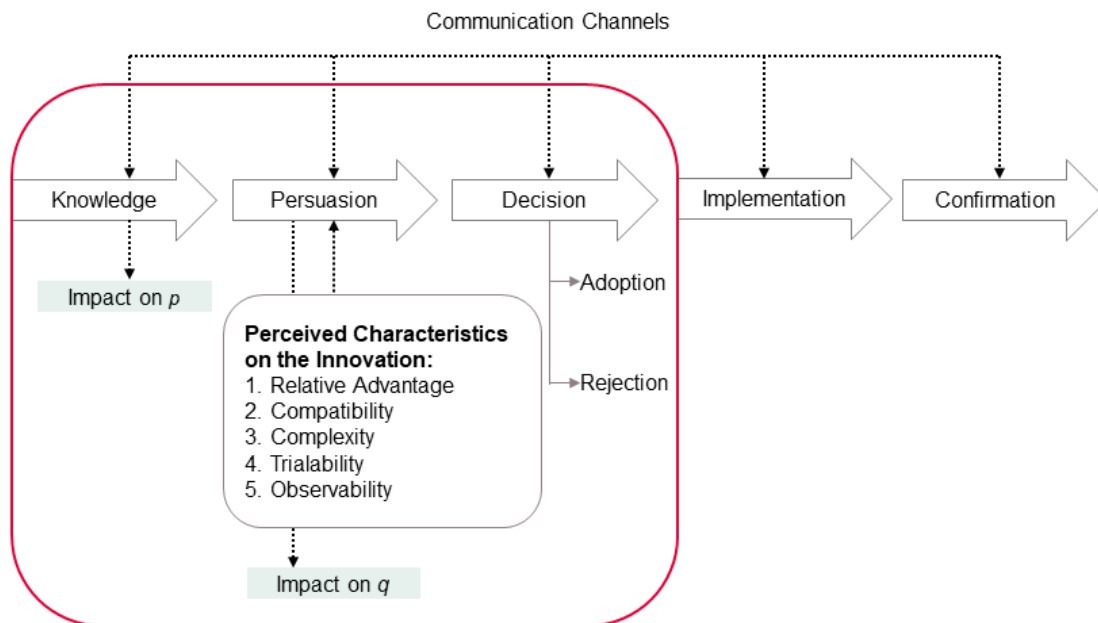 Communication Channels
Knowledge
Persuasion
Decision
Implementation
Confirmation
Impact on p
Adoption
Rejection
Perceived Characteristics
on the Innovation:
1. Relative Advantage
2. Compatibility
3. Complexity
4. Trialability
5. Observability
Impact on q